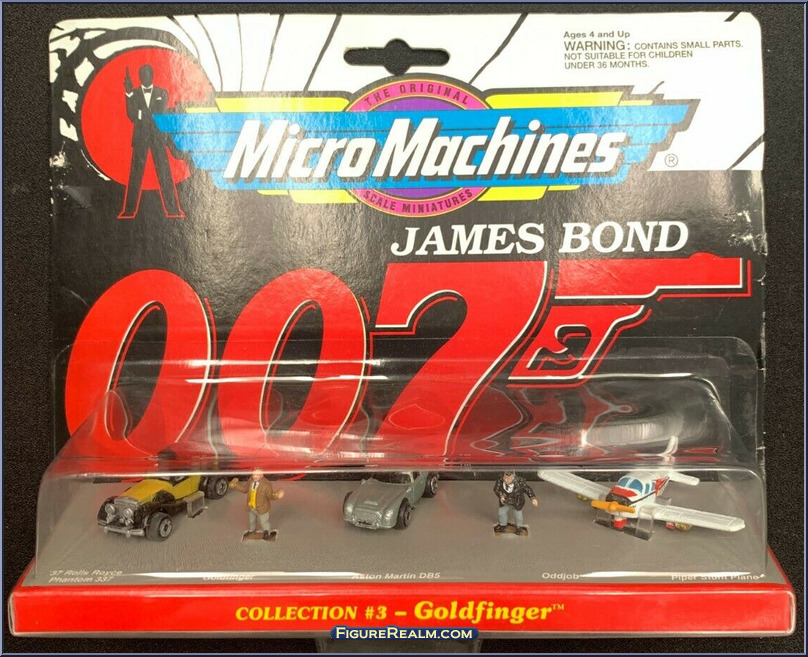 Ages 4 and Up
WARNING: CONTAINS SMALL PARTS.
NOT SUITABLE FOR CHILDREN
UNDER 36 MONTHS.
THE ORIGINAL
Micro Machines ®
SCALE MINIATURES
JAMES BOND
007
'37 Rolls Royce
Phantom 337
Goldfinger
Aston Martin DB5
Oddjob
Piper Stunt Plane
COLLECTION #3 – Goldfinger™
FIGUREREALM.COM